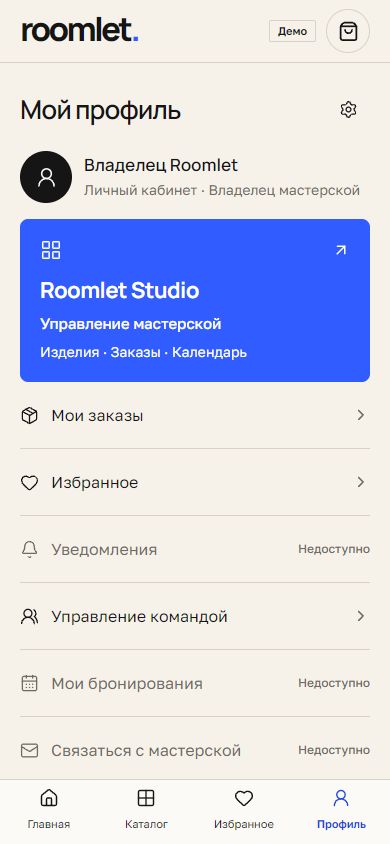 roomlet.
Демо
Мой профиль
Владелец Roomlet
Личный кабинет · Владелец мастерской
Roomlet Studio
Управление мастерской
Изделия · Заказы · Календарь
Мои заказы
Избранное
Уведомления Недоступно
Управление командой
Мои бронирования Недоступно
Связаться с мастерской Недоступно
Главная Каталог Избранное Профиль